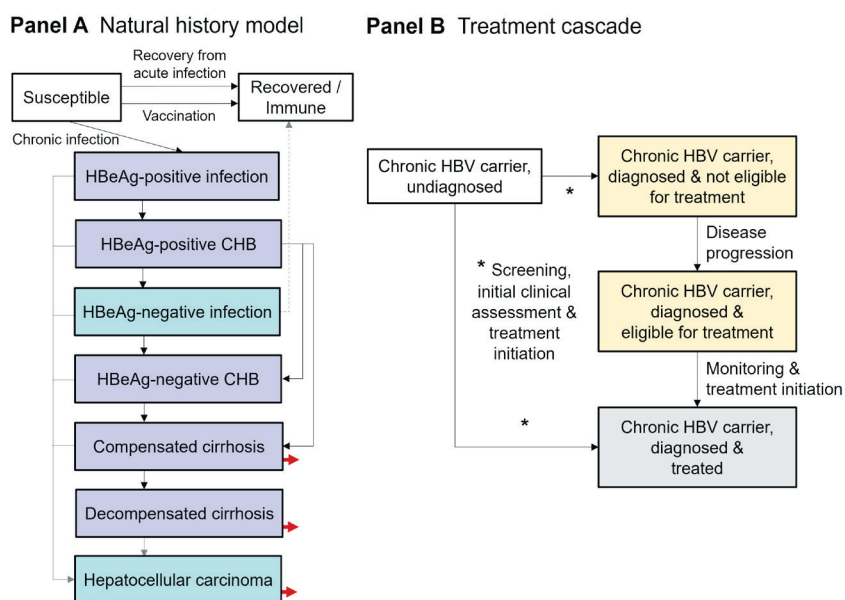 Panel A Natural history model
Recovery from
acute infection
Susceptible
Recovered /
Immune
Vaccination
Chronic infection
HBeAg-positive infection
HBeAg-positive CHB
HBeAg-negative infection
HBeAg-negative CHB
Compensated cirrhosis
Decompensated cirrhosis
Hepatocellular carcinoma
Panel B Treatment cascade
Chronic HBV carrier,
undiagnosed
*
Chronic HBV carrier,
diagnosed & not eligible
for treatment
Disease
progression
* Screening,
initial clinical
assessment &
treatment
initiation
Chronic HBV carrier,
diagnosed &
eligible for treatment
Monitoring &
treatment initiation
*
Chronic HBV carrier,
diagnosed &
treated